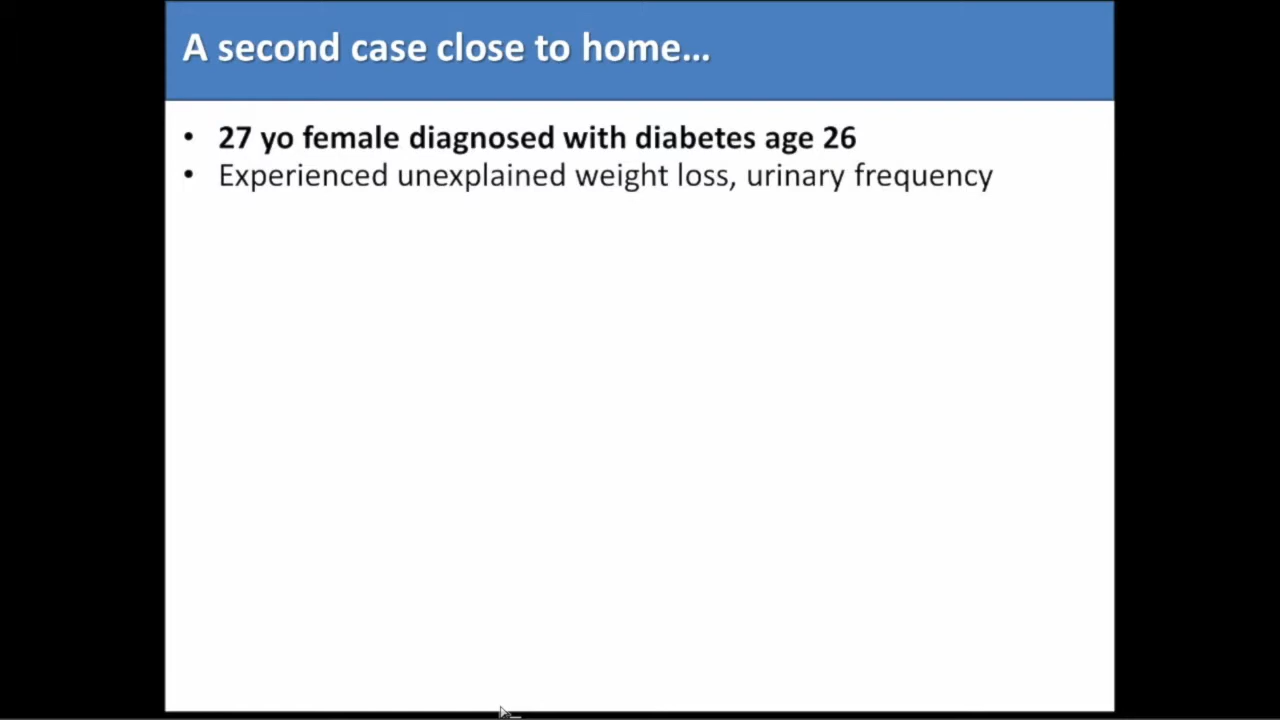 A second case close to home…
• 27 yo female diagnosed with diabetes age 26
• Experienced unexplained weight loss, urinary frequency